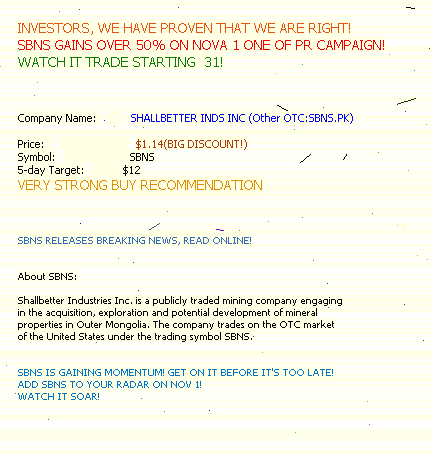 INVESTORS, WE HAVE PROVEN THAT WE ARE RIGHT!
SBNS GAINS OVER 50% ON NOVA 1 ONE OF PR CAMPAIGN!
WATCH IT TRADE STARTING 31!
Company Name: SHALLBETTER INDS INC (Other OTC:SBNS.PK)
Price: $1.14(BIG DISCOUNT!)
Symbol: SBNS
5-day Target: $12
VERY STRONG BUY RECOMMENDATION
SBNS RELEASES BREAKING NEWS, READ ONLINE!
About SBNS:
Shallbetter Industries Inc. is a publicly traded mining company engaging
in the acquisition, exploration and potential development of mineral
properties in Outer Mongolia. The company trades on the OTC market
of the United States under the trading symbol SBNS.
SBNS IS GAINING MOMENTUM! GET ON IT BEFORE IT'S TOO LATE!
ADD SBNS TO YOUR RADAR ON NOV 1!
WATCH IT SOAR!